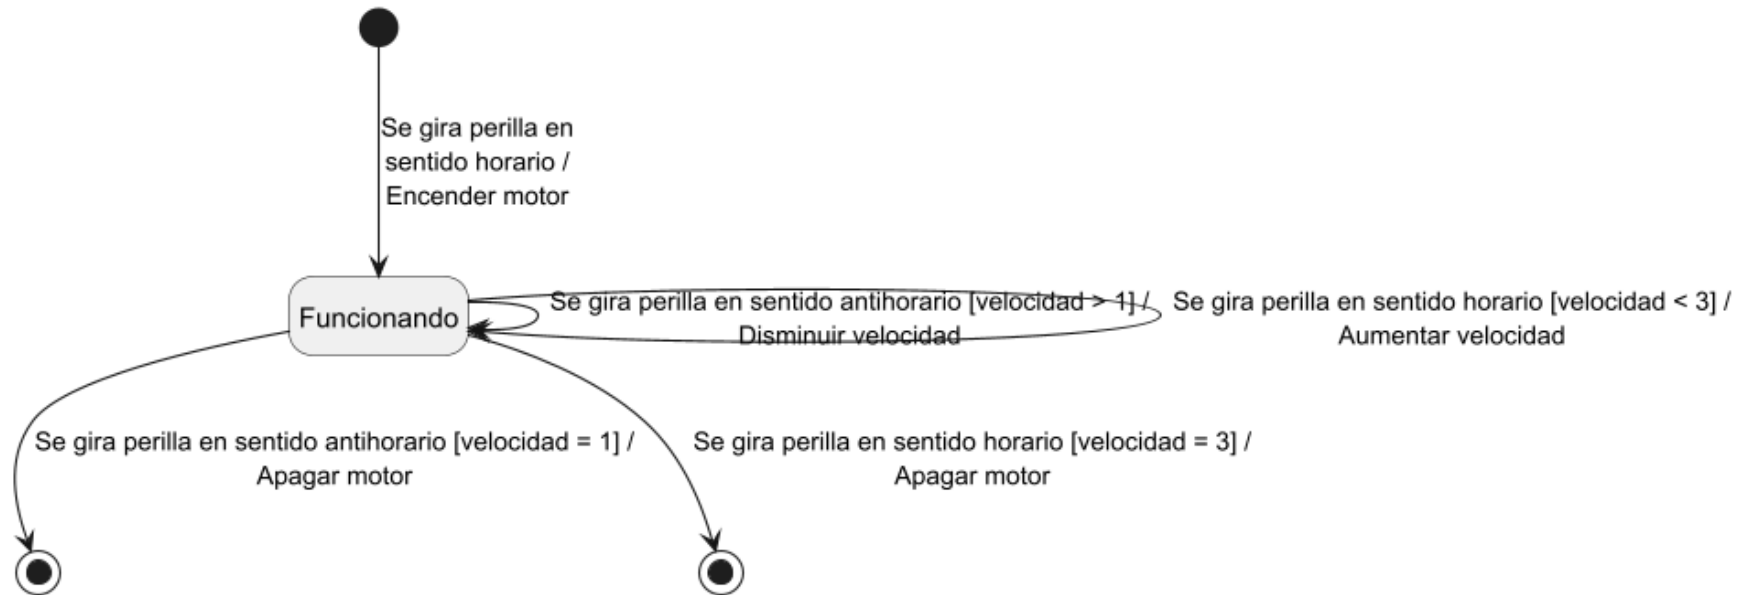 Se gira perilla en
sentido horario /
Encender motor
Funcionando
Se gira perilla en sentido antihorario [velocidad > 1] /
Disminuir velocidad
Se gira perilla en sentido horario [velocidad < 3] /
Aumentar velocidad
Se gira perilla en sentido antihorario [velocidad = 1] /
Apagar motor
Se gira perilla en sentido horario [velocidad = 3] /
Apagar motor